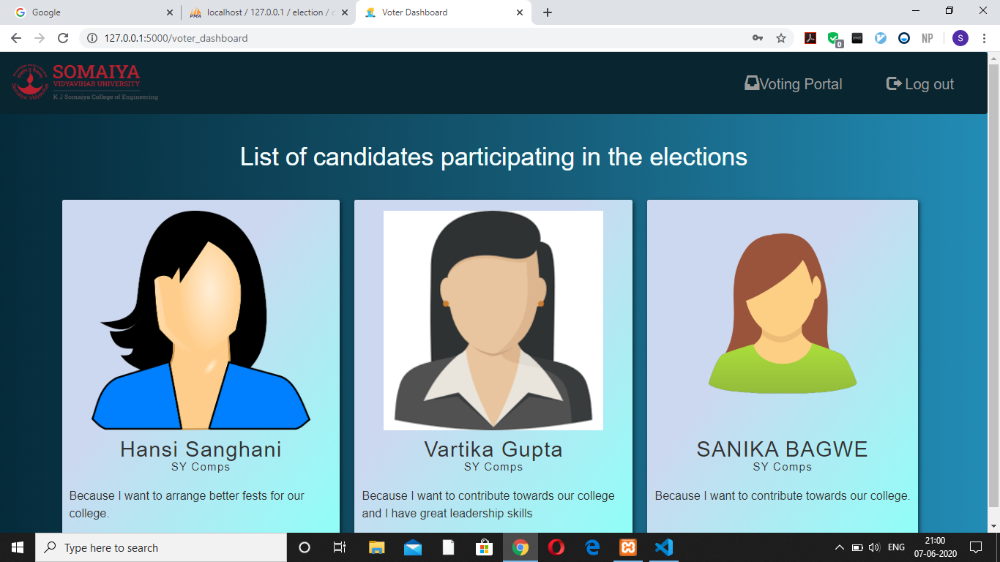 Google
localhost / 127.0.0.1 / election /
Voter Dashboard
127.0.0.1:5000/voter_dashboard
0
NP
S
SOMAIYA
VIDYAVIHAR UNIVERSITY
K J Somaiya College of Engineering
Voting Portal
Log out
List of candidates participating in the elections
Hansi Sanghani
SY Comps
Because I want to arrange better fests for our
college.
Vartika Gupta
SY Comps
Because I want to contribute towards our college
and I have great leadership skills
SANIKA BAGWE
SY Comps
Because I want to contribute towards our college.
Type here to search
ENG
21:00
07-06-2020